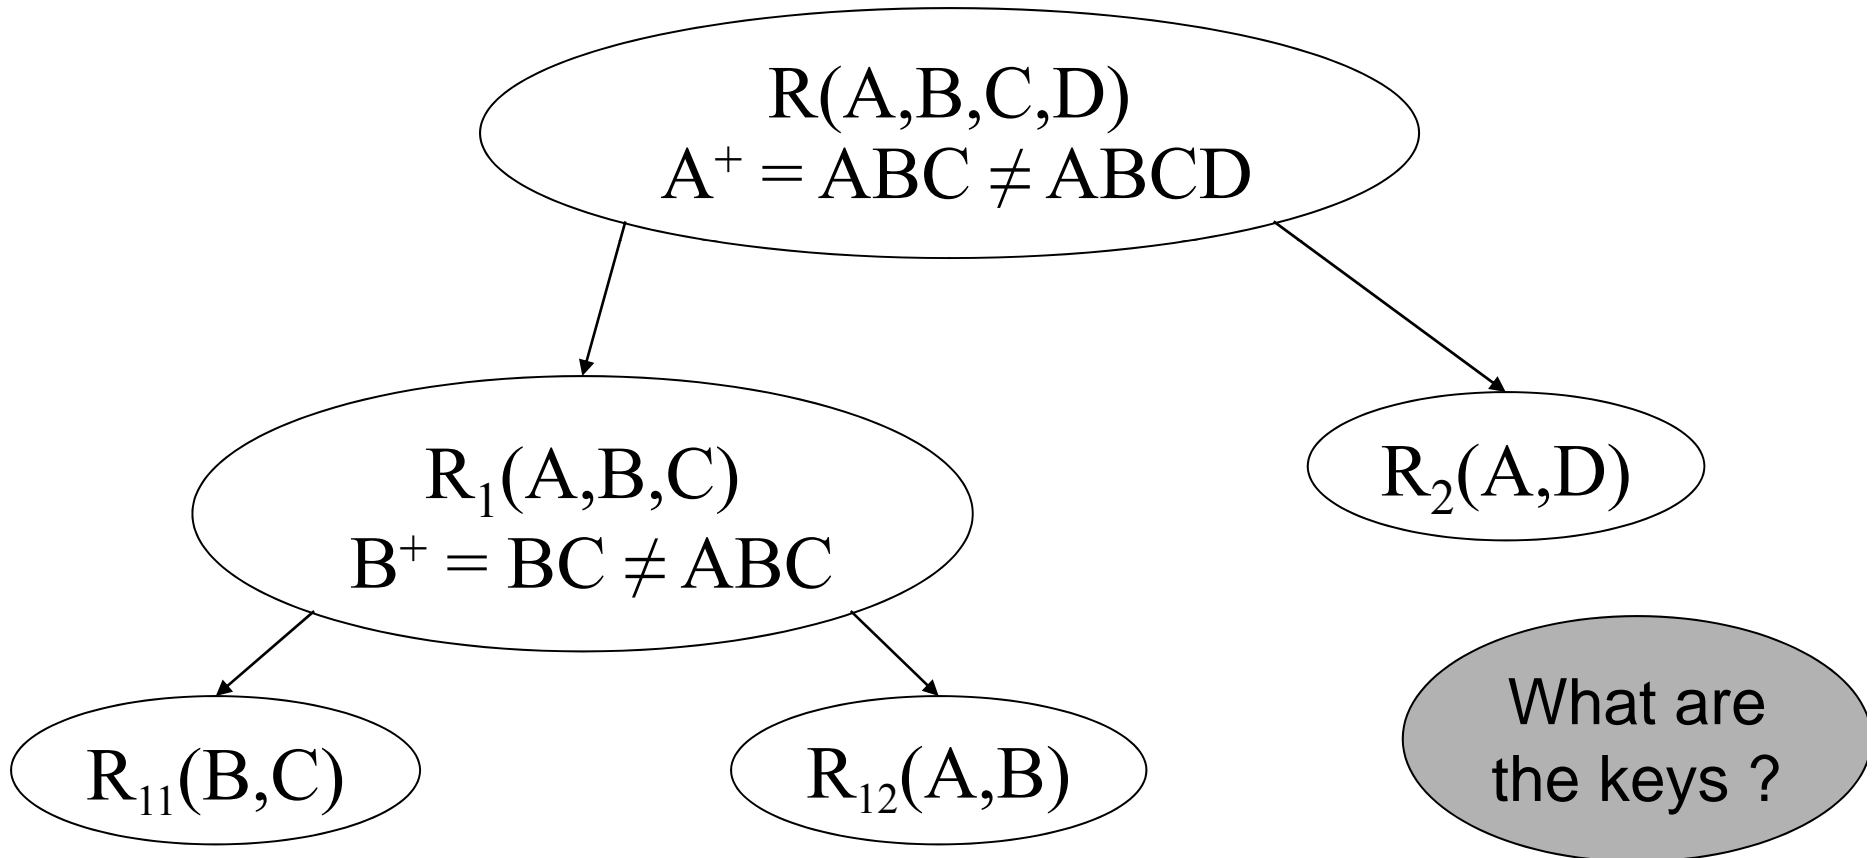 R(A,B,C,D)
A⁺ = ABC ≠ ABCD
R₁(A,B,C)
B⁺ = BC ≠ ABC
R₂(A,D)
R₁₁(B,C)
R₁₂(A,B)
What are
the keys ?